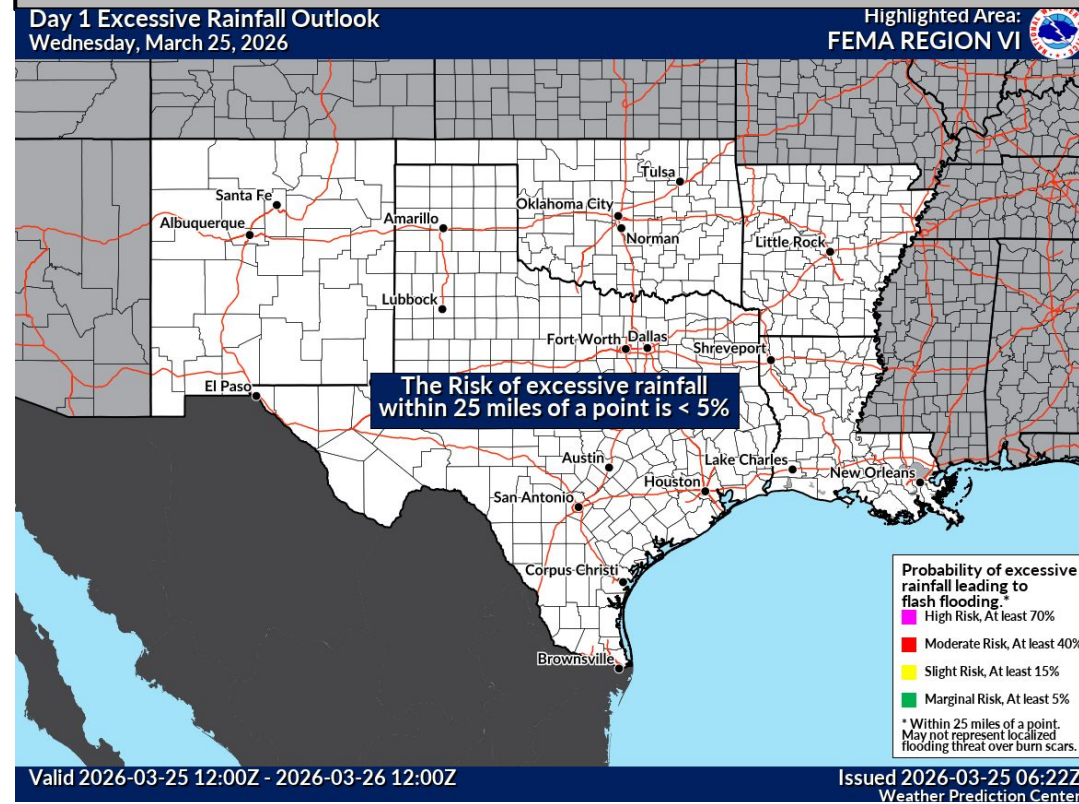 Day 1 Excessive Rainfall Outlook
Wednesday, March 25, 2026
Highlighted Area:
FEMA REGION VI
Santa Fe
Albuquerque
Amarillo
Tulsa
Oklahoma City
Norman
Little Rock
Lubbock
Fort Worth
Dallas
Shreveport
El Paso
The Risk of excessive rainfall
within 25 miles of a point is < 5%
Austin
Lake Charles
Houston
New Orleans
San Antonio
Corpus Christi
Brownsville
Probability of excessive
rainfall leading to
flash flooding.*
High Risk, At least 70%
Moderate Risk, At least 40%
Slight Risk, At least 15%
Marginal Risk, At least 5%
* Within 25 miles of a point.
May not represent localized
flooding threat over burn scars.
Valid 2026-03-25 12:00Z - 2026-03-26 12:00Z
Issued 2026-03-25 06:22Z
Weather Prediction Center